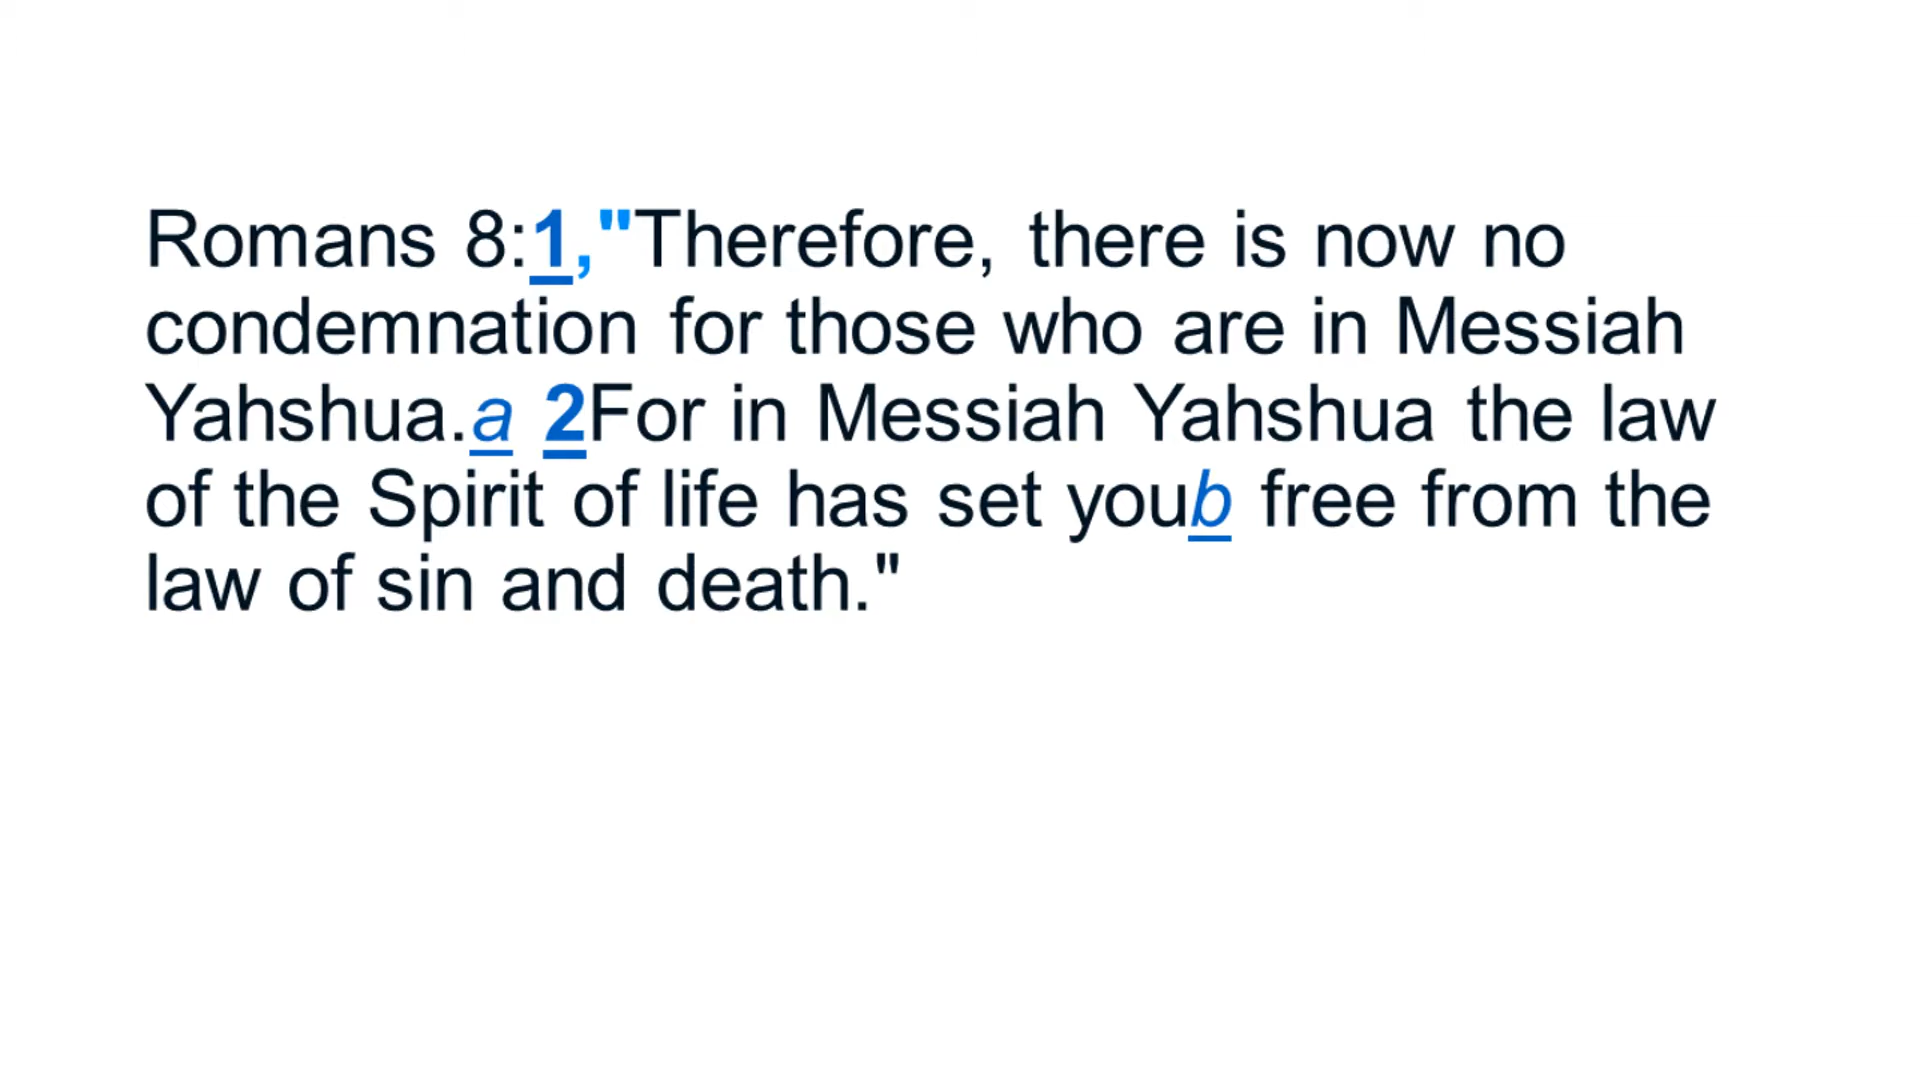 Romans 8:1,"Therefore, there is now no
condemnation for those who are in Messiah
Yahshua.a 2For in Messiah Yahshua the law
of the Spirit of life has set youb free from the
law of sin and death."